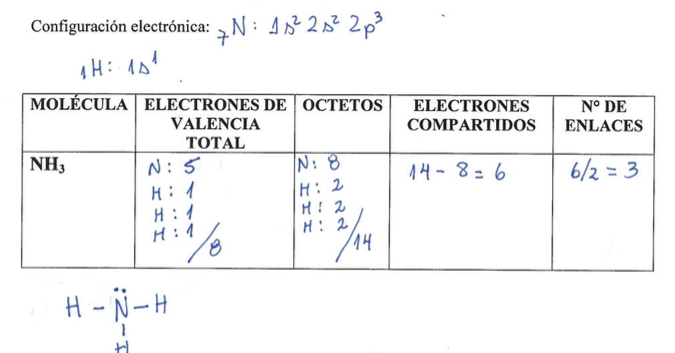 Configuración electrónica: ₇N: 1s² 2s² 2p³
₁H: 1s¹
MOLÉCULA | ELECTRONES DE VALENCIA TOTAL | OCTETOS | ELECTRONES COMPARTIDOS | Nº DE ENLACES
NH₃ | N: 5 | N: 8 | 14 - 8 = 6 | 6/2 = 3
H: 1 | H: 2
H: 1 | H: 2
H: 1 /8 | H: 2 /14
H - N̈ - H
|
H